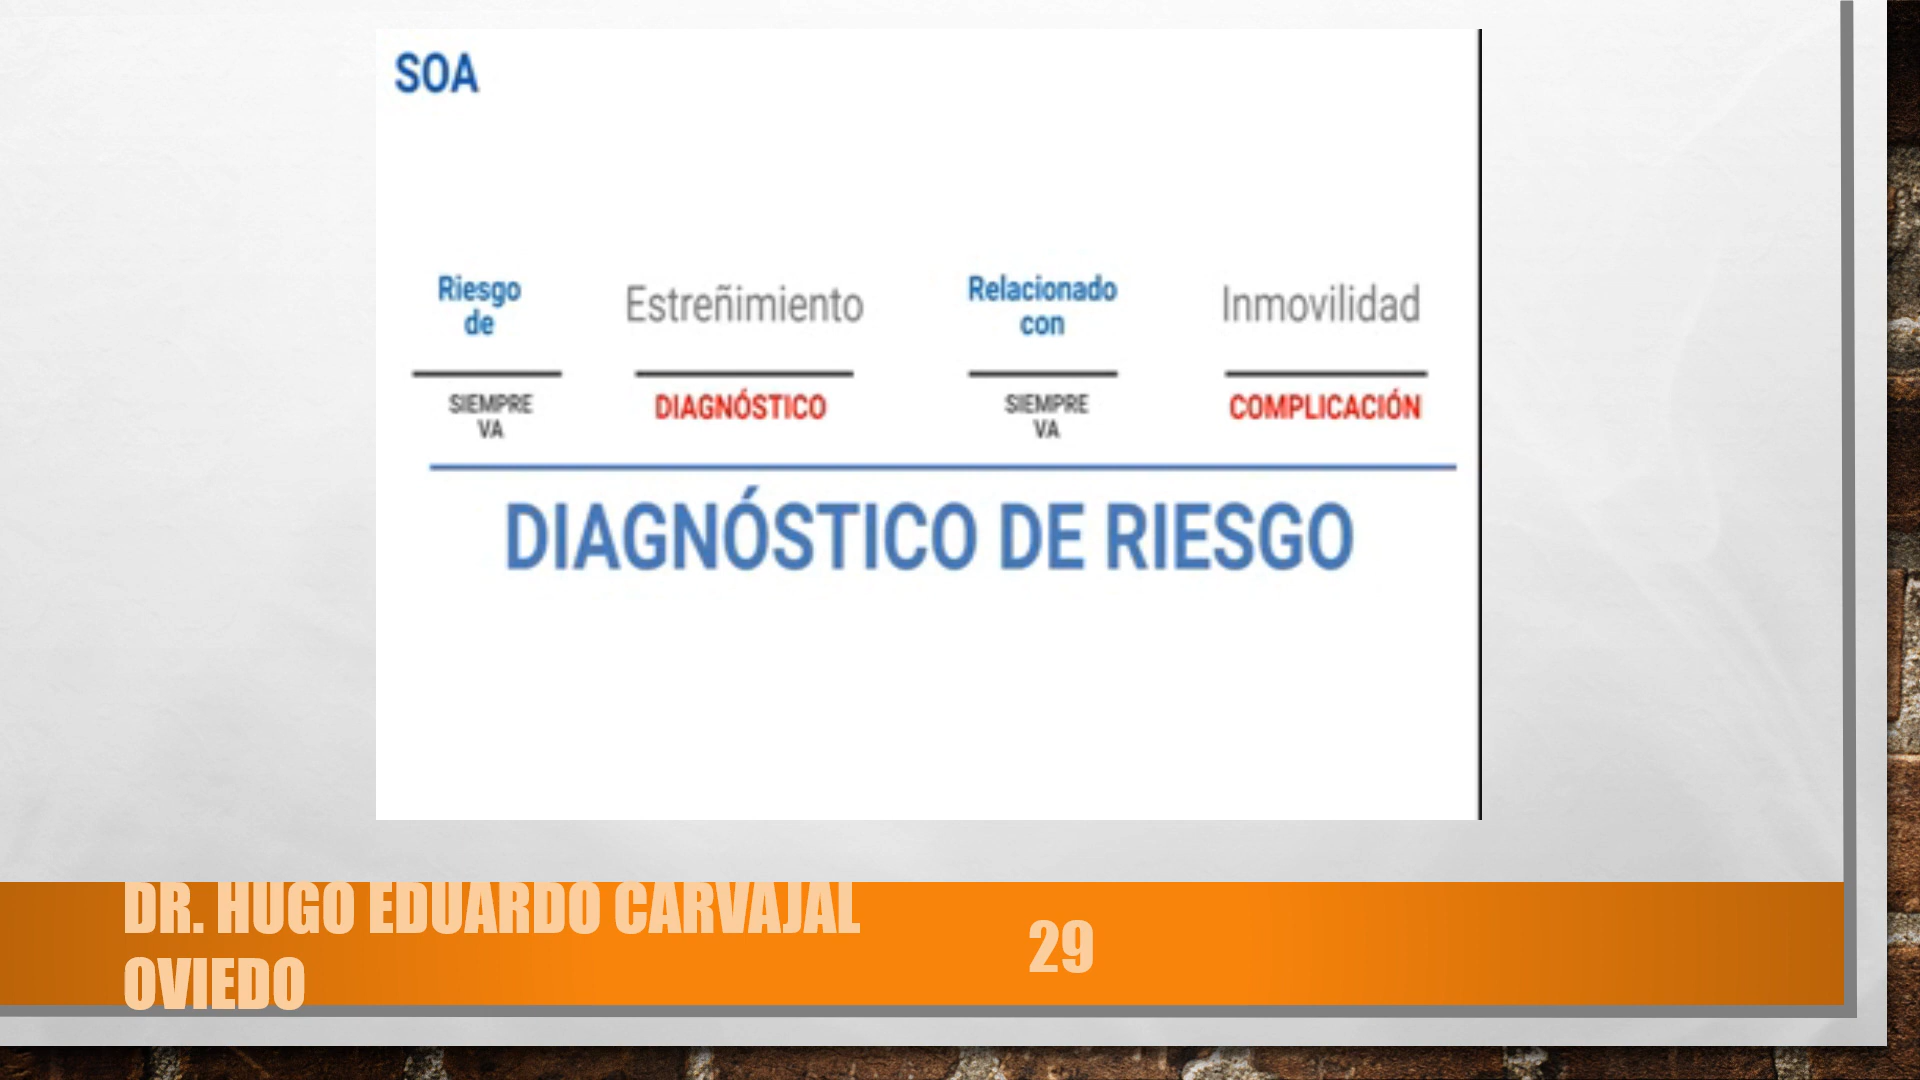 SOA
Riesgo
de
Estreñimiento
Relacionado
con
Inmovilidad
SIEMPRE
VA
DIAGNÓSTICO
SIEMPRE
VA
COMPLICACIÓN
DIAGNÓSTICO DE RIESGO
DR. HUGO EDUARDO CARVAJAL
OVIEDO
29